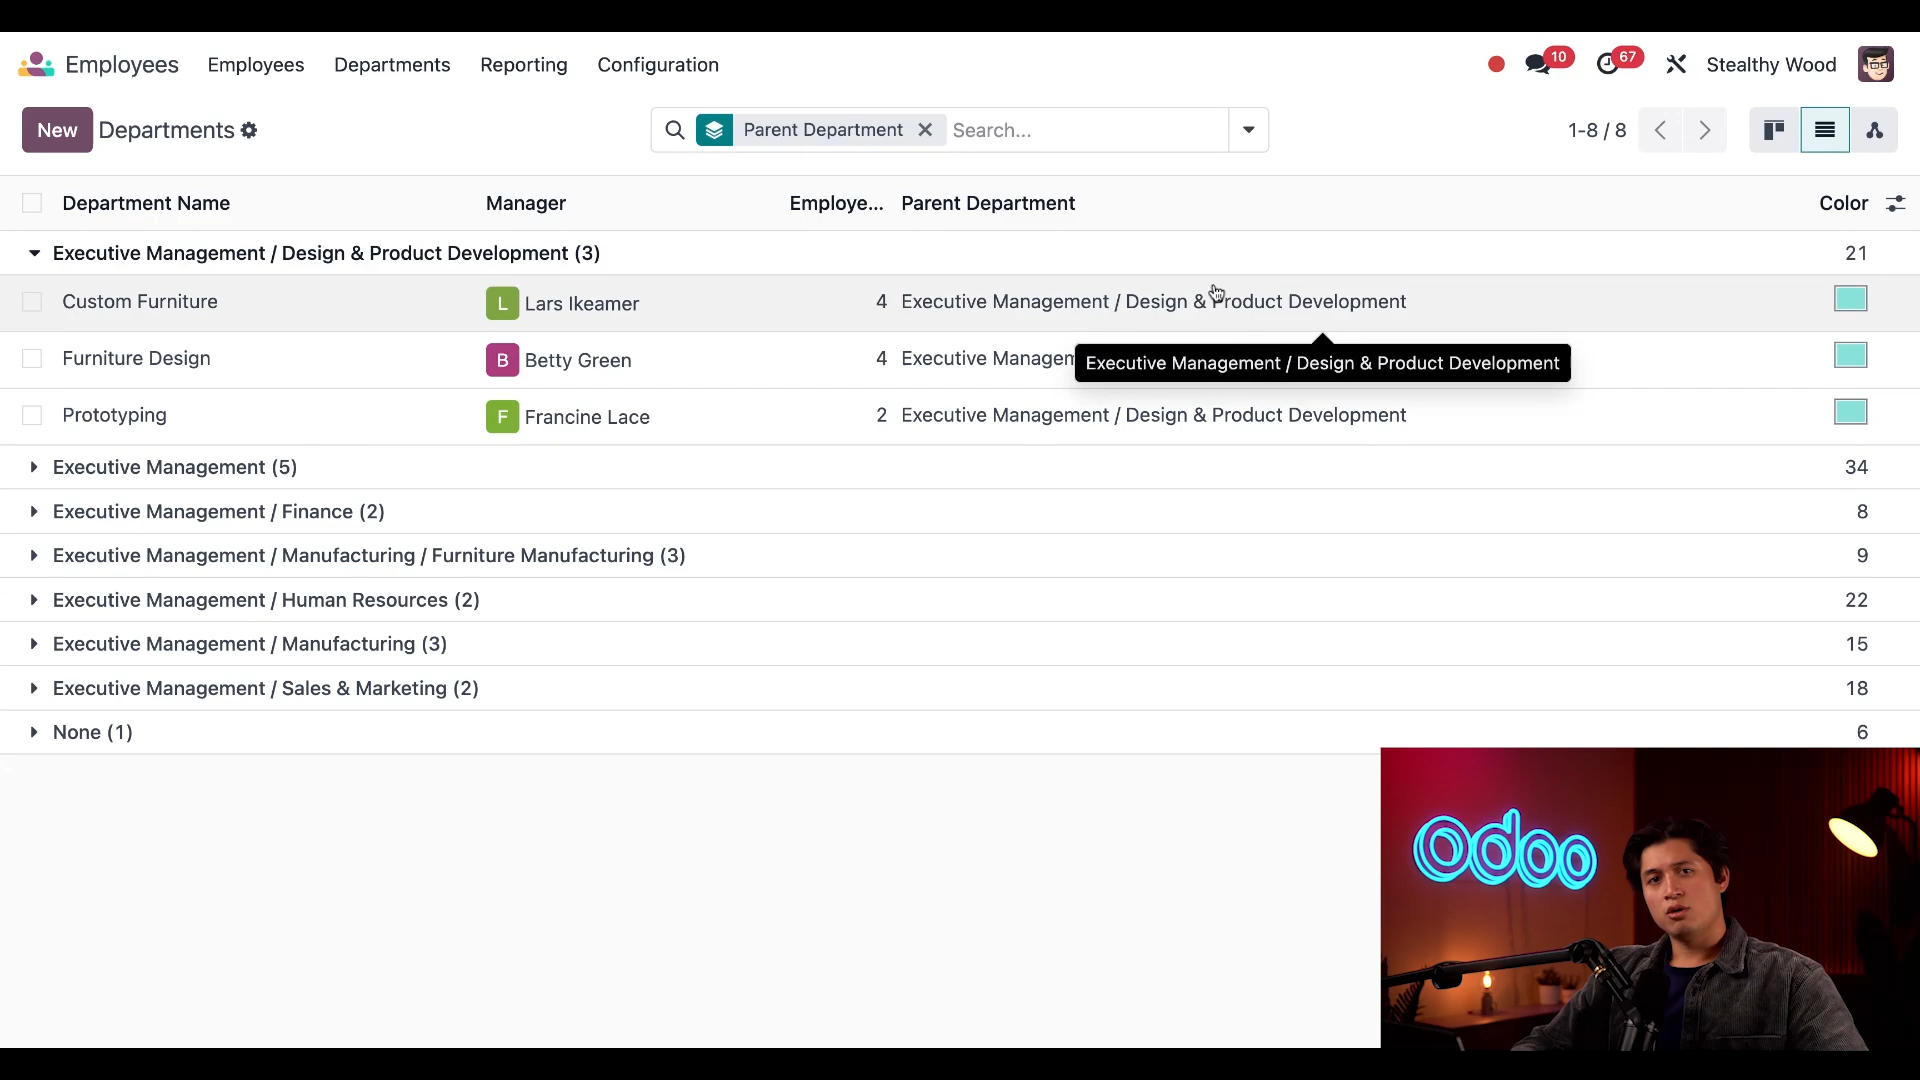 Employees Employees Departments Reporting Configuration 10 67 Stealthy Wood
New Departments Parent Department Search... 1-8 / 8
Department Name Manager Employe... Parent Department Color
Executive Management / Design & Product Development (3) 21
Custom Furniture L Lars Ikeamer 4 Executive Management / Design & Product Development
Furniture Design B Betty Green 4 Executive Managem
Executive Management / Design & Product Development
Prototyping F Francine Lace 2 Executive Management / Design & Product Development
Executive Management (5) 34
Executive Management / Finance (2) 8
Executive Management / Manufacturing / Furniture Manufacturing (3) 9
Executive Management / Human Resources (2) 22
Executive Management / Manufacturing (3) 15
Executive Management / Sales & Marketing (2) 18
None (1) 6
odoo